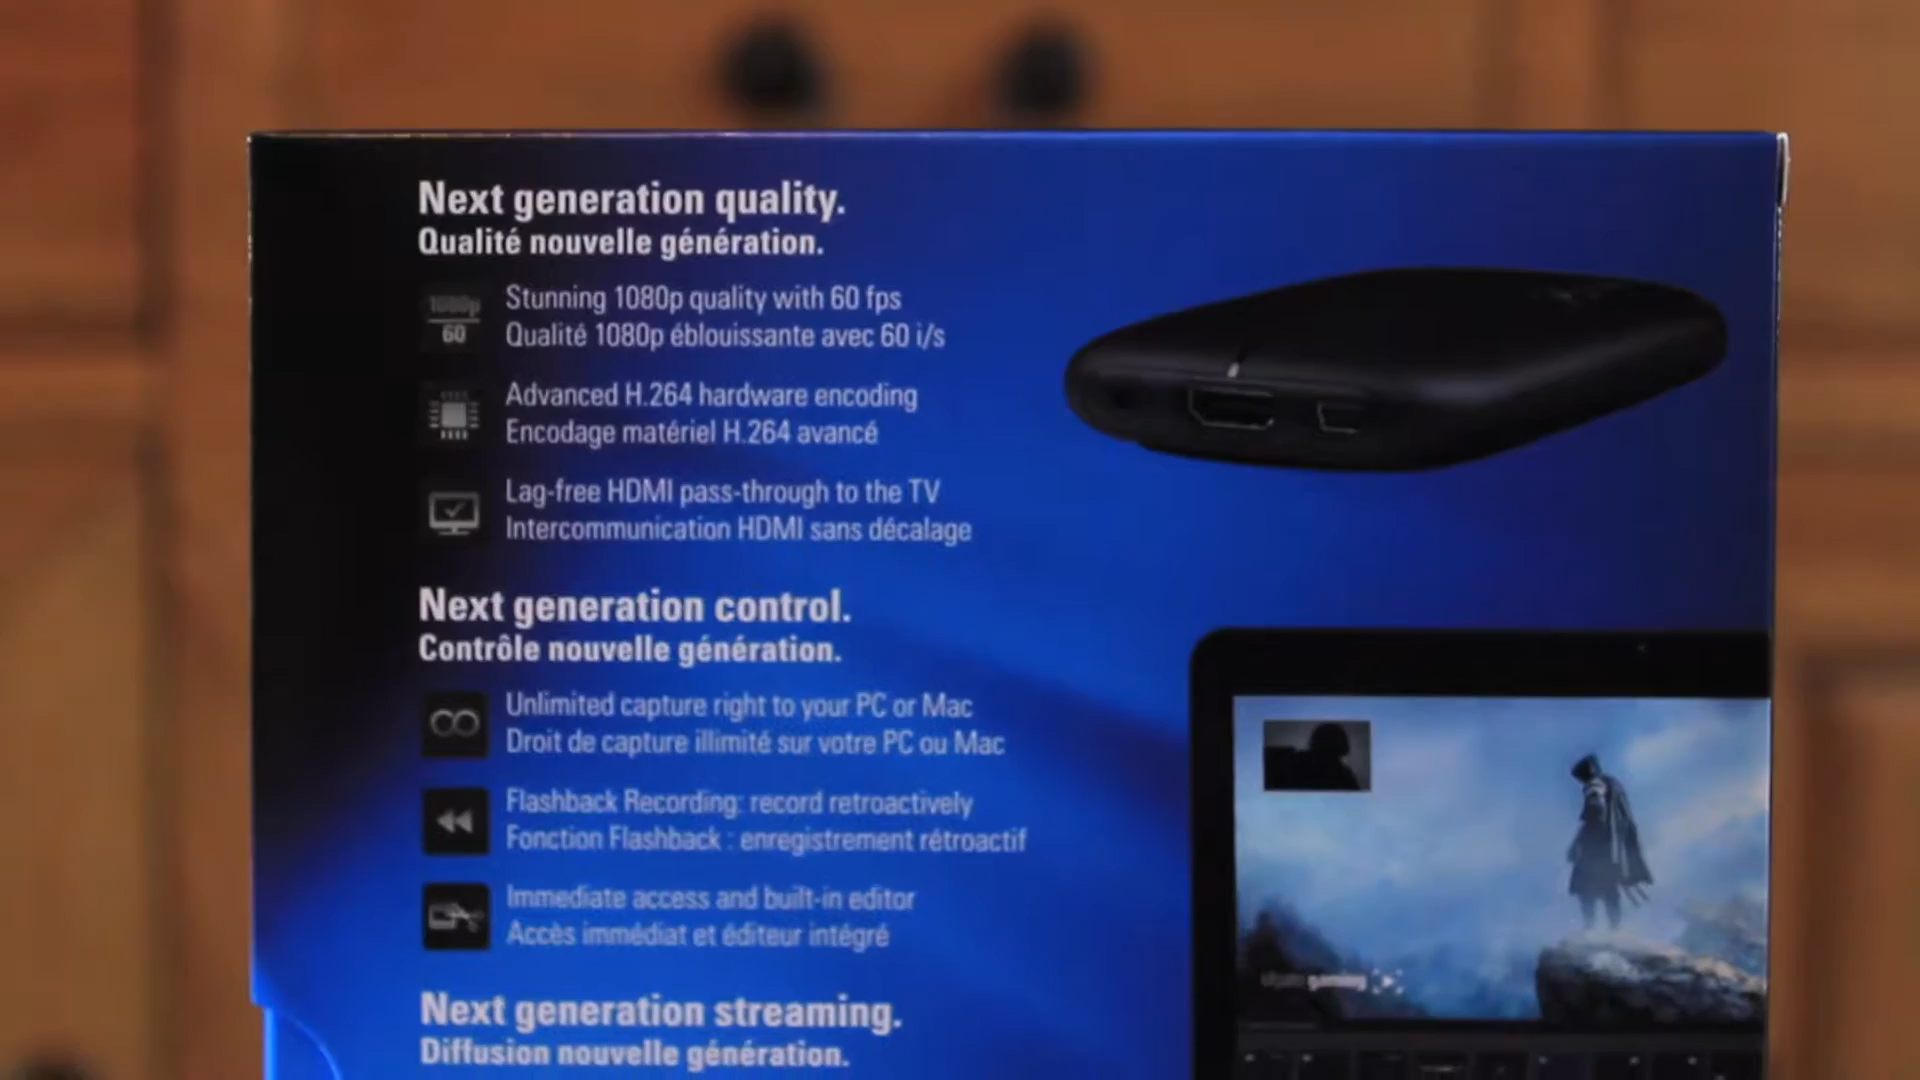 Next generation quality.
Qualité nouvelle génération.
1080p
60
Stunning 1080p quality with 60 fps
Qualité 1080p éblouissante avec 60 i/s
Advanced H.264 hardware encoding
Encodage matériel H.264 avancé
Lag-free HDMI pass-through to the TV
Intercommunication HDMI sans décalage
Next generation control.
Contrôle nouvelle génération.
Unlimited capture right to your PC or Mac
Droit de capture illimité sur votre PC ou Mac
Flashback Recording: record retroactively
Fonction Flashback : enregistrement rétroactif
Immediate access and built-in editor
Accès immédiat et éditeur intégré
gaming
Next generation streaming.
Diffusion nouvelle génération.